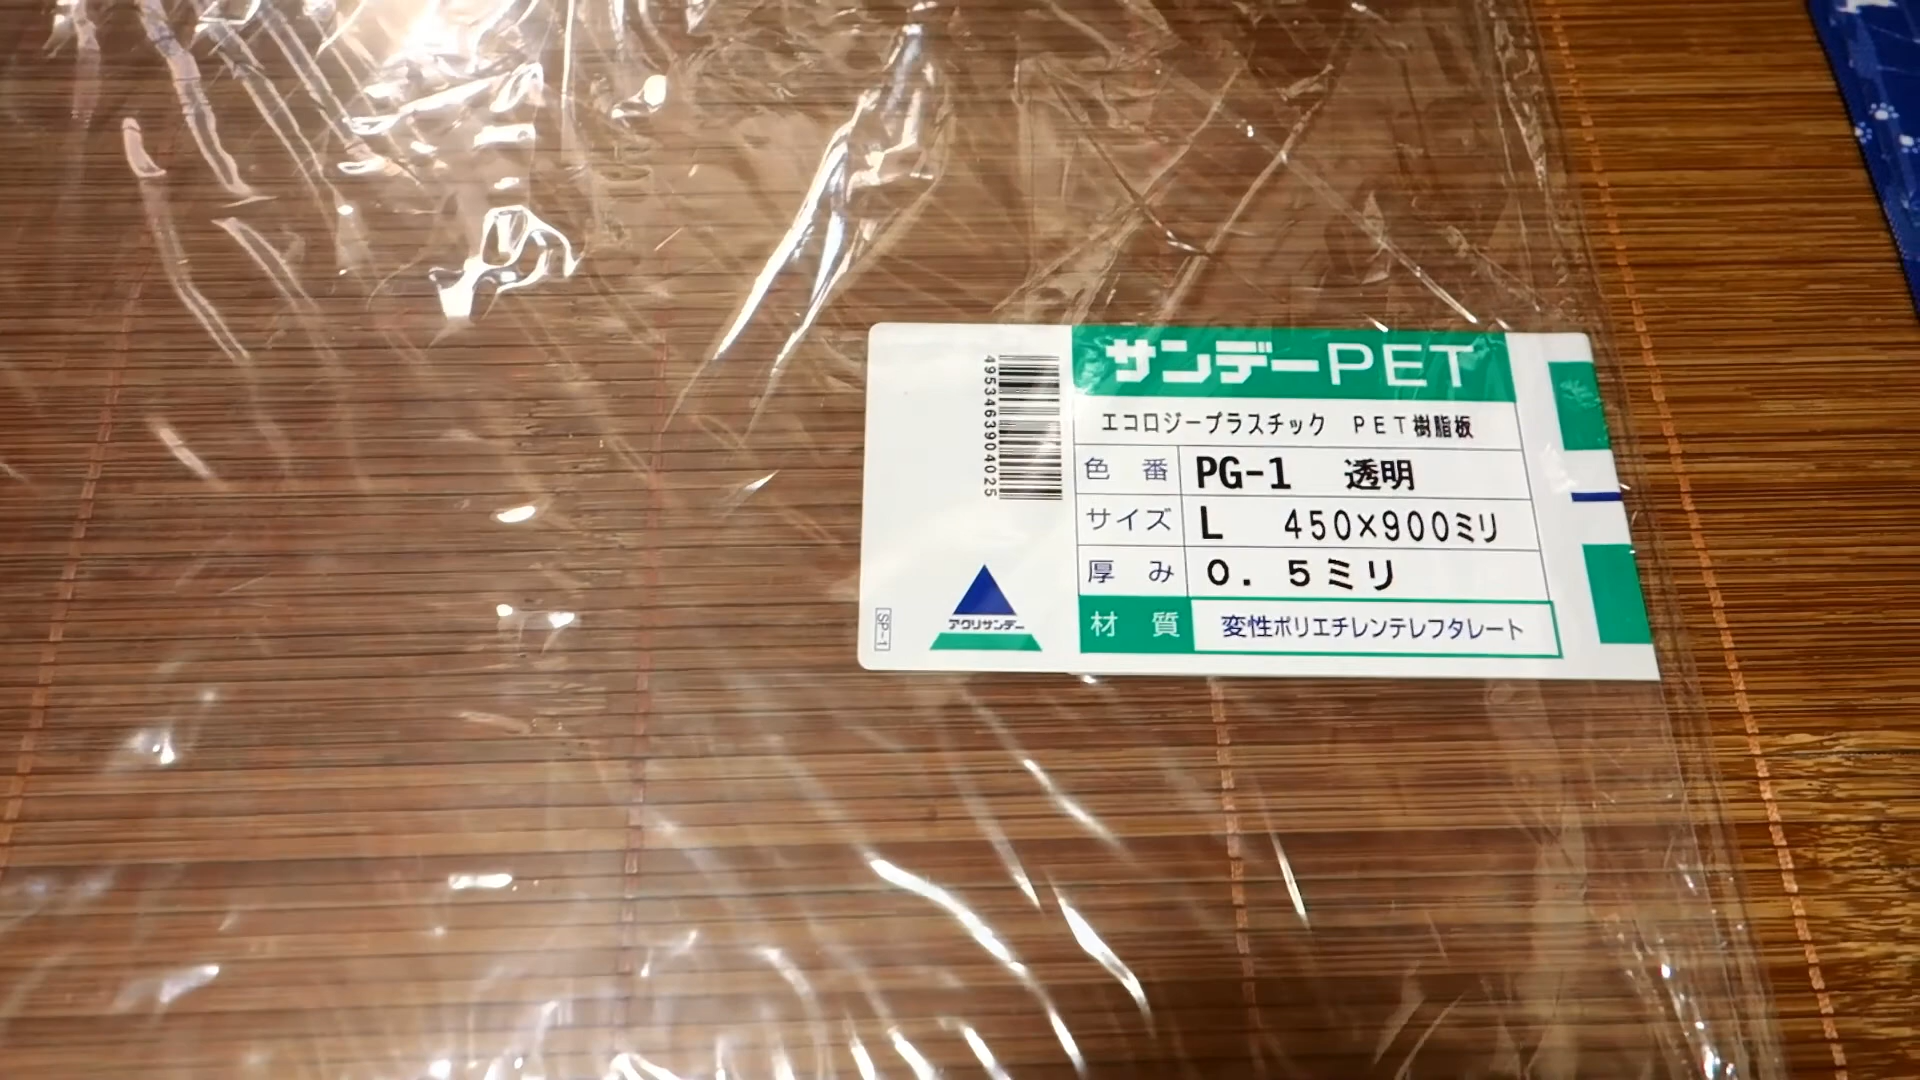 サンデーPET
エコロジープラスチック PET樹脂板
色 番 PG-1 透明
サイズ L 450×900ミリ
厚 み 0.5ミリ
材 質 変性ポリエチレンテレフタレート
4953463904025
アクリサンデー
SP-1